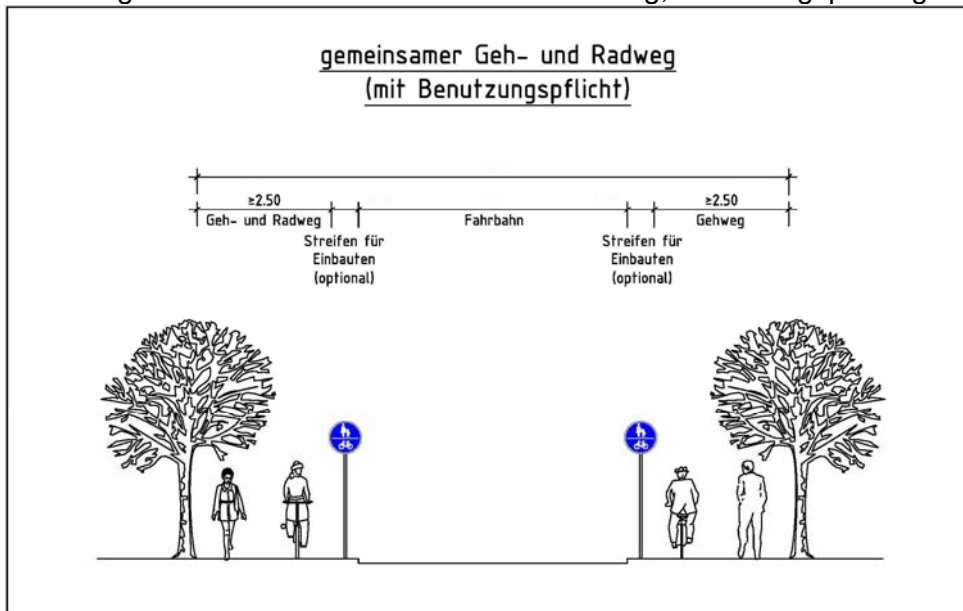 gemeinsamer Geh- und Radweg
(mit Benutzungspflicht)
≥2.50
≥2.50
Geh- und Radweg
Fahrbahn
Gehweg
Streifen für
Einbauten
(optional)
Streifen für
Einbauten
(optional)